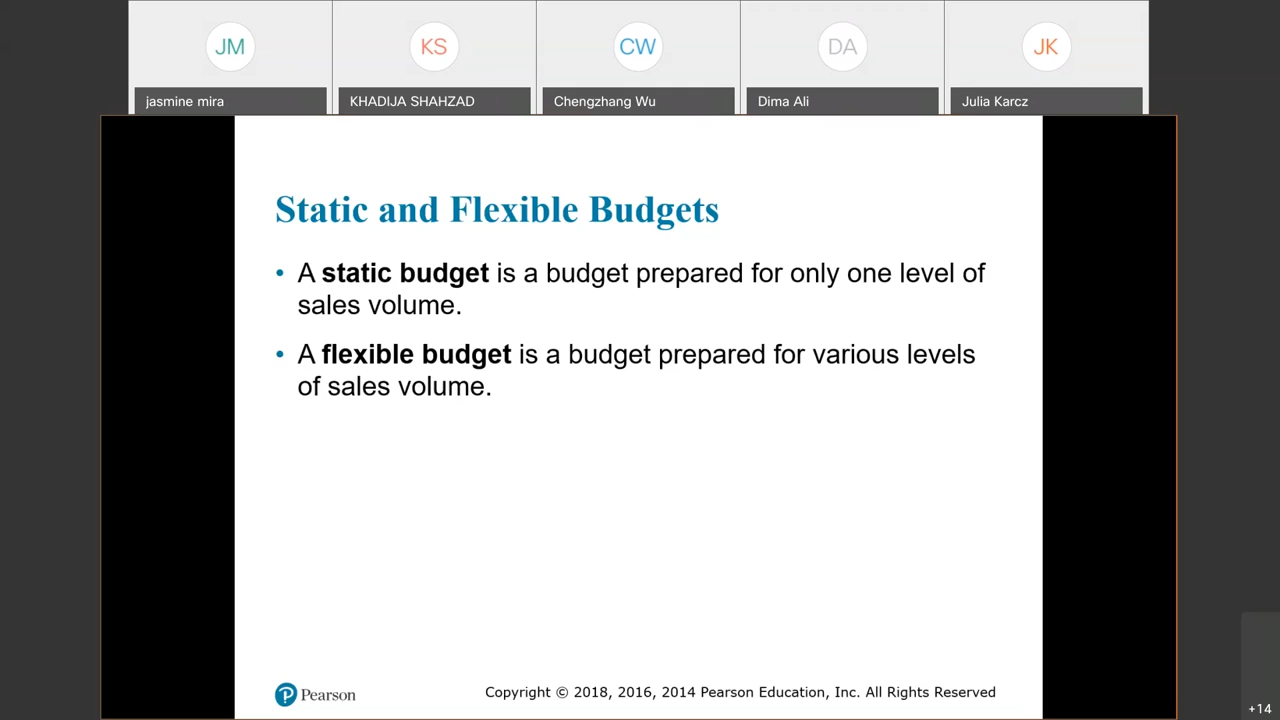 JM
KS
CW
DA
JK
jasmine mira
KHADIJA SHAHZAD
Chengzhang Wu
Dima Ali
Julia Karcz
Static and Flexible Budgets
• A static budget is a budget prepared for only one level of
sales volume.
• A flexible budget is a budget prepared for various levels
of sales volume.
P Pearson
Copyright © 2018, 2016, 2014 Pearson Education, Inc. All Rights Reserved
+14